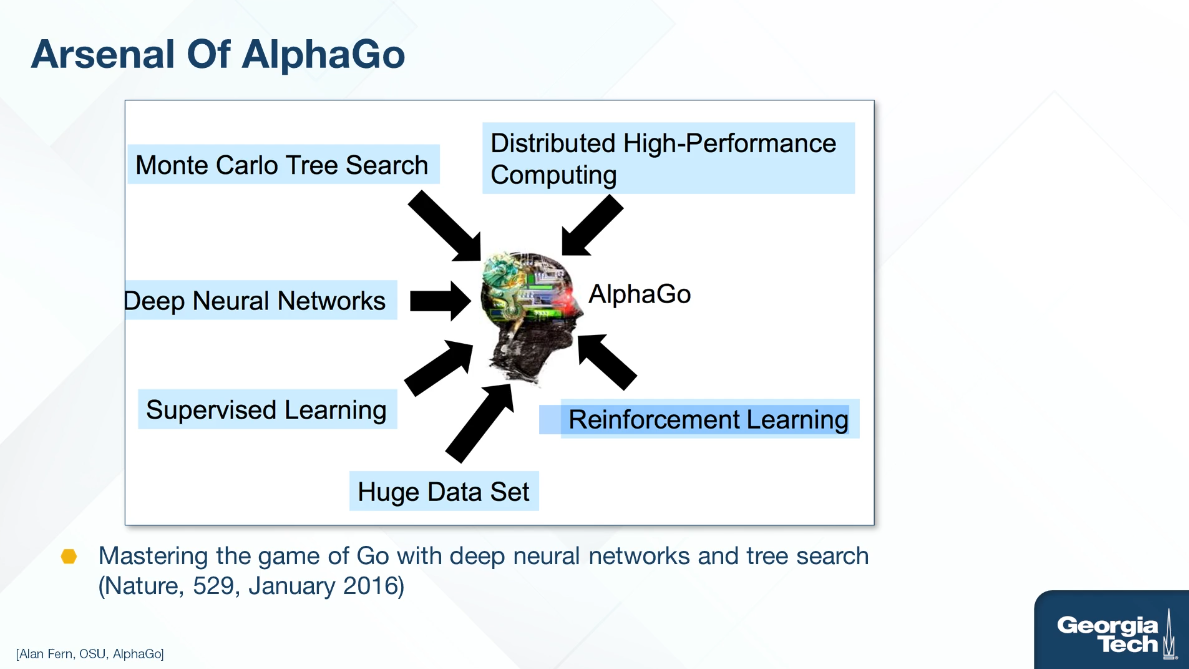 Arsenal Of AlphaGo
Monte Carlo Tree Search
Distributed High-Performance
Computing
Deep Neural Networks
AlphaGo
Supervised Learning
Reinforcement Learning
Huge Data Set
Mastering the game of Go with deep neural networks and tree search
(Nature, 529, January 2016)
Georgia
Tech
[Alan Fern, OSU, AlphaGo]